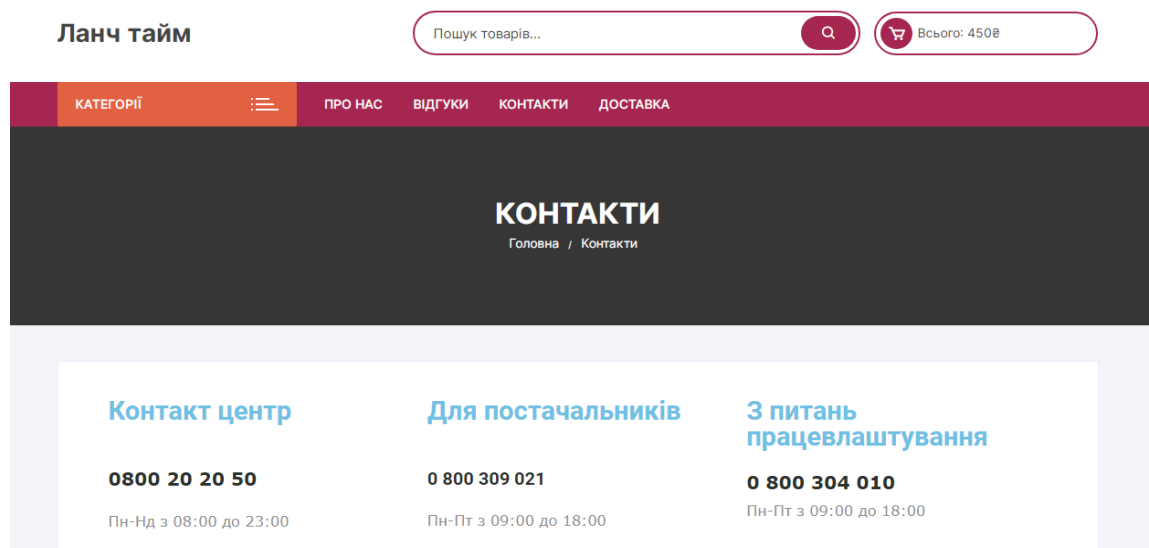 Ланч тайм
Пошук товарів...
Всього: 450₴
КАТЕГОРІЇ
ПРО НАС ВІДГУКИ КОНТАКТИ ДОСТАВКА
КОНТАКТИ
Головна / Контакти
Контакт центр
0800 20 20 50
Пн-Нд з 08:00 до 23:00
Для постачальників
0 800 309 021
Пн-Пт з 09:00 до 18:00
З питань
працевлаштування
0 800 304 010
Пн-Пт з 09:00 до 18:00